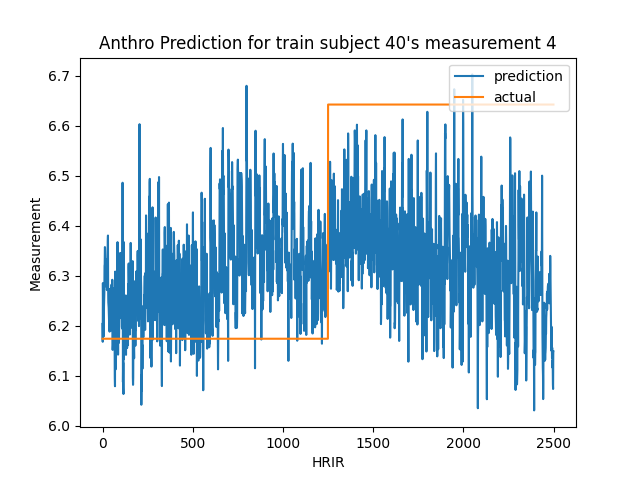 Anthro Prediction for train subject 40's measurement 4
prediction
actual
6.7
6.6
6.5
6.4
6.3
6.2
6.1
6.0
Measurement
0
500
1000
1500
2000
2500
HRIR